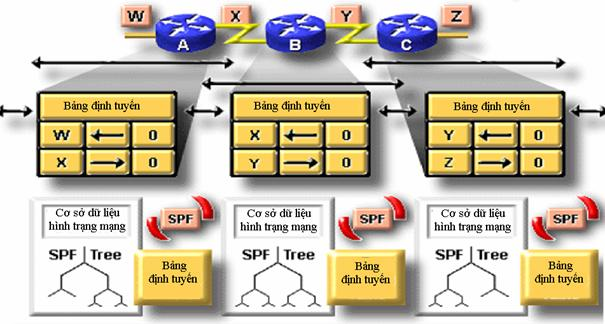 W X Y Z
A B C
Bảng định tuyến Bảng định tuyến Bảng định tuyến
W 0 X 0 Y 0
X 0 Y 0 Z 0
Cơ sở dữ liệu
hình trạng mạng
SPF
SPF Tree
Bảng
định tuyến
Cơ sở dữ liệu
hình trạng mạng
SPF
SPF Tree
Bảng
định tuyến
Cơ sở dữ liệu
hình trạng mạng
SPF
SPF Tree
Bảng
định tuyến